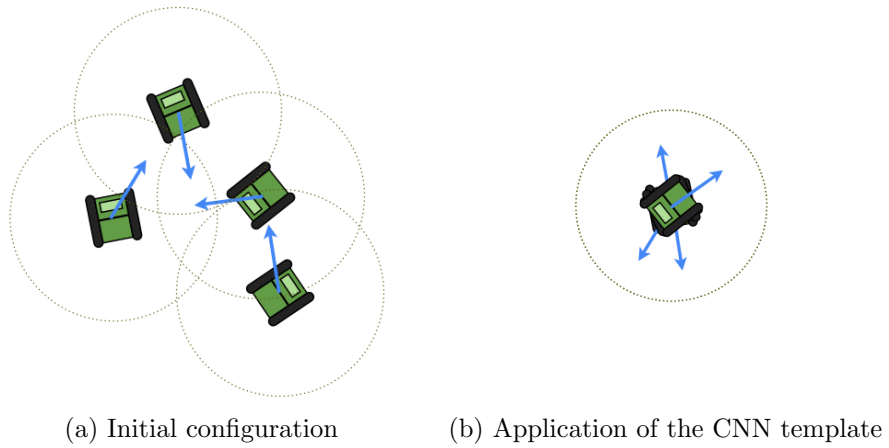 (a) Initial configuration
(b) Application of the CNN template